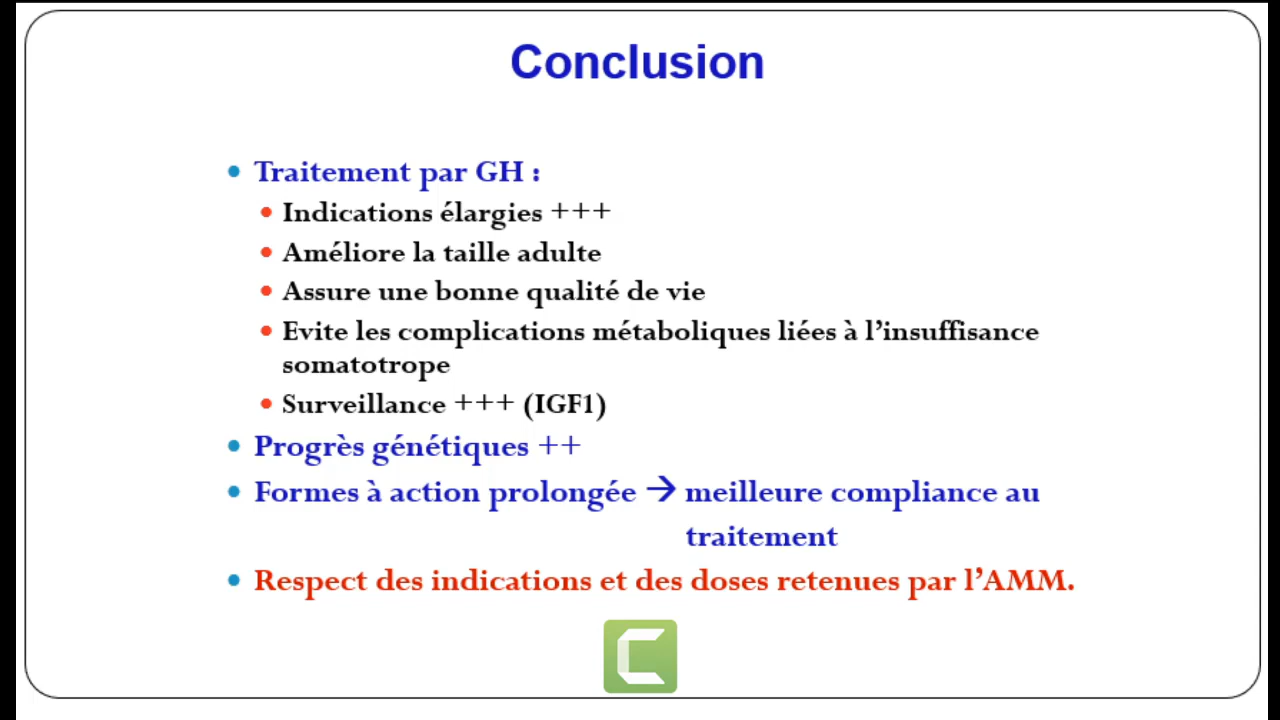 Conclusion
• Traitement par GH :
• Indications élargies +++
• Améliore la taille adulte
• Assure une bonne qualité de vie
• Evite les complications métaboliques liées à l’insuffisance
somatotrope
• Surveillance +++ (IGF1)
• Progrès génétiques ++
• Formes à action prolongée → meilleure compliance au
traitement
• Respect des indications et des doses retenues par l’AMM.
C